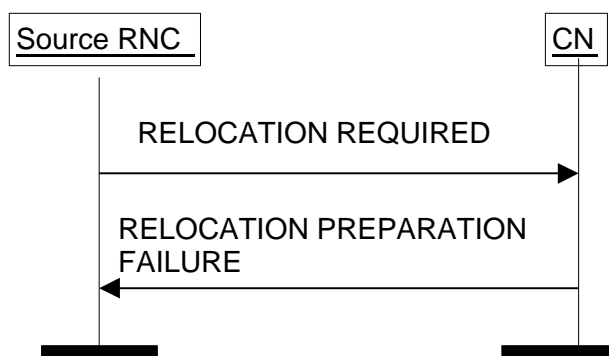 Source RNC
CN
RELOCATION REQUIRED
RELOCATION PREPARATION
FAILURE